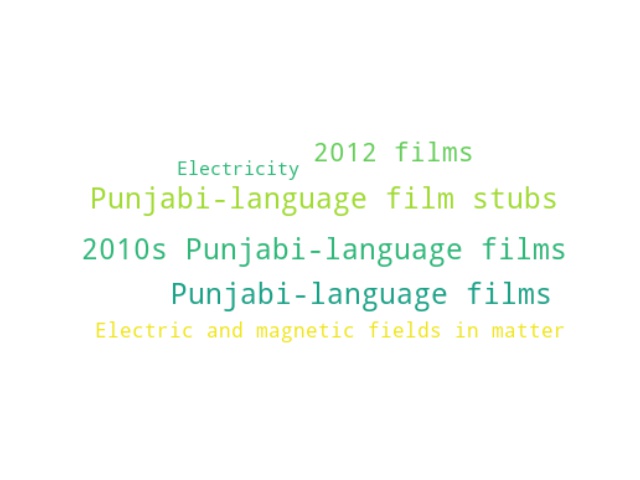 2012 films
Electricity
Punjabi-language film stubs
2010s Punjabi-language films
Punjabi-language films
Electric and magnetic fields in matter